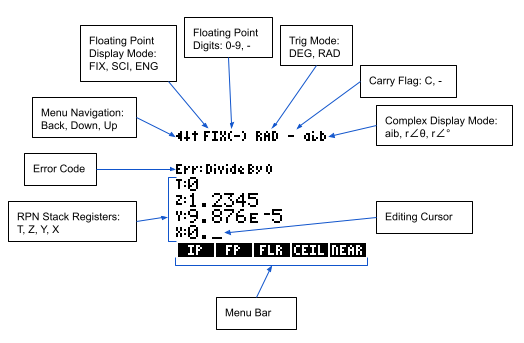 Floating Point
Display Mode:
FIX, SCI, ENG
Floating Point
Digits: 0-9, -
Trig Mode:
DEG, RAD
Carry Flag: C, -
Menu Navigation:
Back, Down, Up
Complex Display Mode:
aib, r∠θ, r∠°
◄↓↑ FIX(-) RAD - aib
Error Code
Err:Divide By 0
T:0
Z:1.2345
RPN Stack Registers:
T, Z, Y, X
Y:9.876E-5
Editing Cursor
X:0._
IP FP FLR CEIL NEAR
Menu Bar